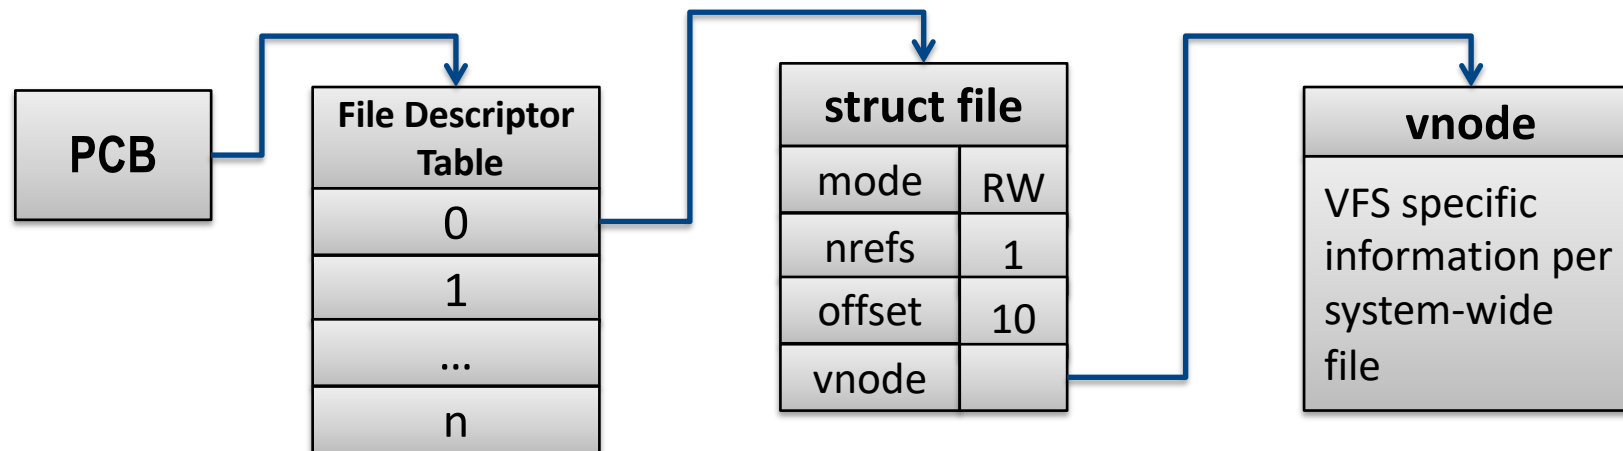 PCB
File Descriptor
Table
0
1
...
n
struct file
mode RW
nrefs 1
offset 10
vnode
vnode
VFS specific
information per
system-wide
file